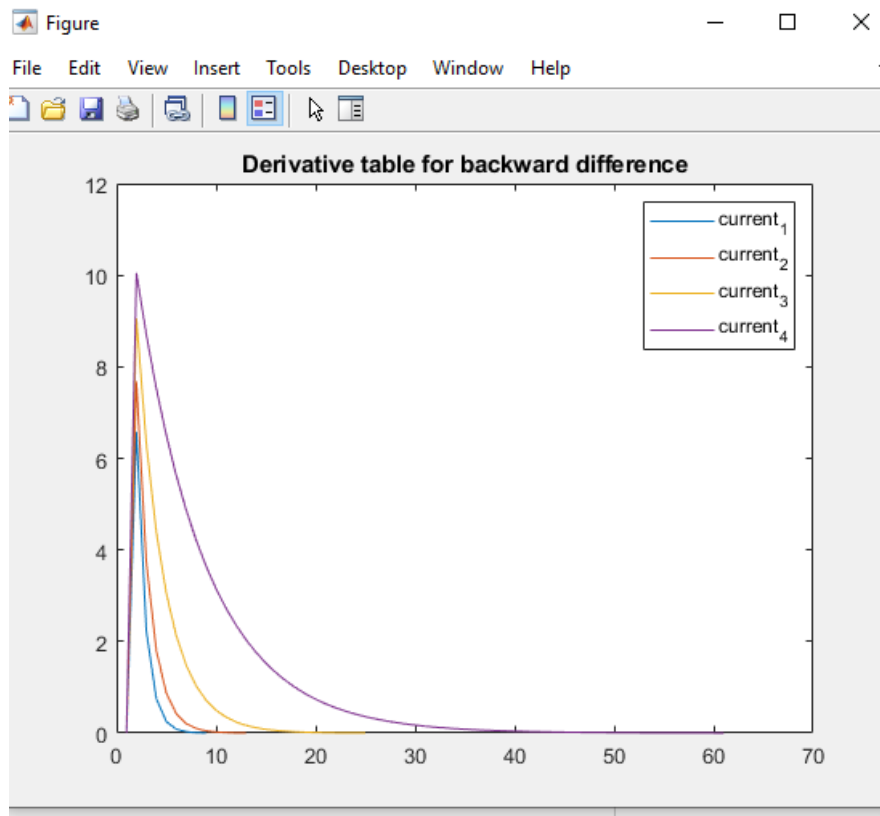 Figure
File Edit View Insert Tools Desktop Window Help
Derivative table for backward difference
12
10
8
6
4
2
0
0 10 20 30 40 50 60 70
current₁
current₂
current₃
current₄